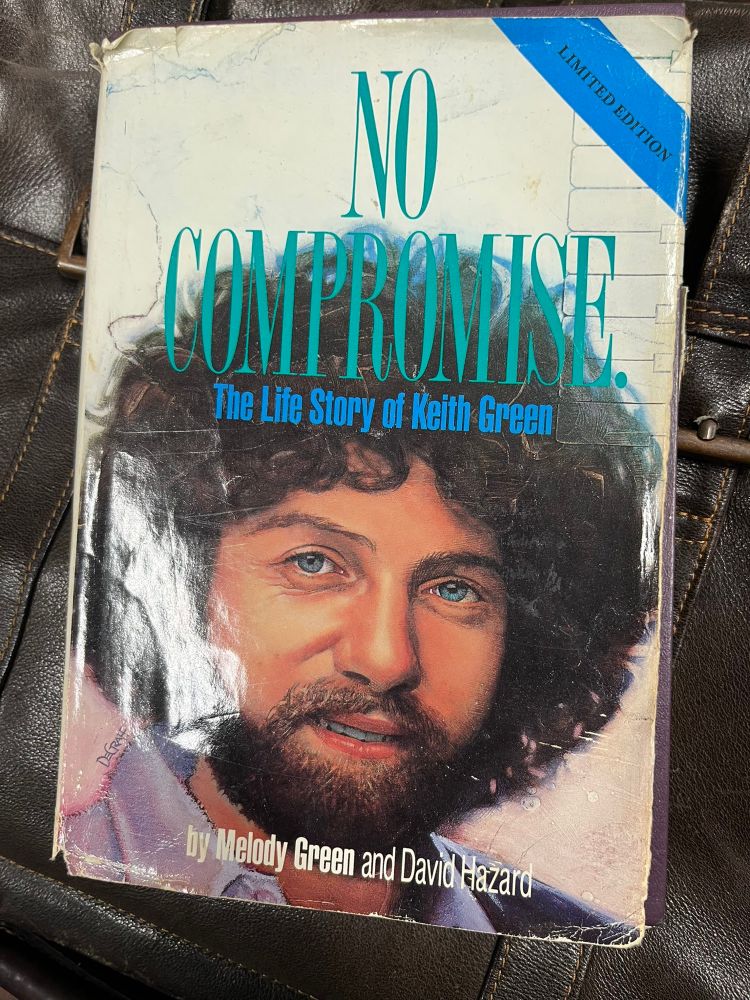 LIMITED EDITION
NO
COMPROMISE.
The Life Story of Keith Green
by Melody Green and David Hazard